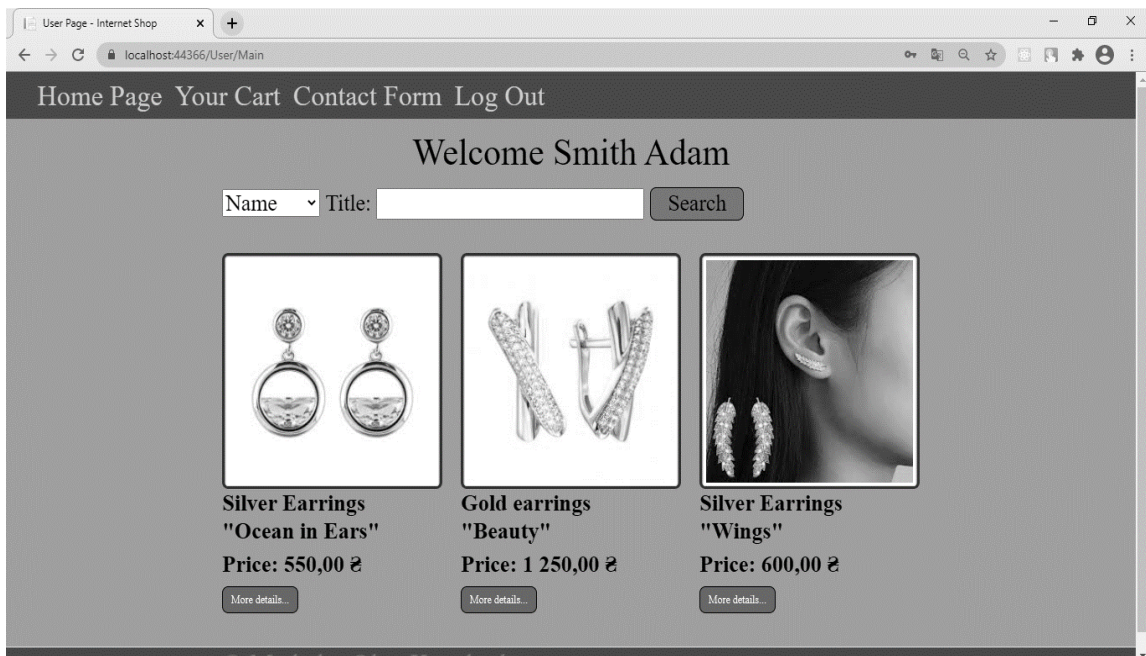 User Page - Internet Shop
localhost:44366/User/Main
Home Page Your Cart Contact Form Log Out
Welcome Smith Adam
Name Title: Search
Silver Earrings
"Ocean in Ears"
Price: 550,00 ₴
More details...
Gold earrings
"Beauty"
Price: 1 250,00 ₴
More details...
Silver Earrings
"Wings"
Price: 600,00 ₴
More details...